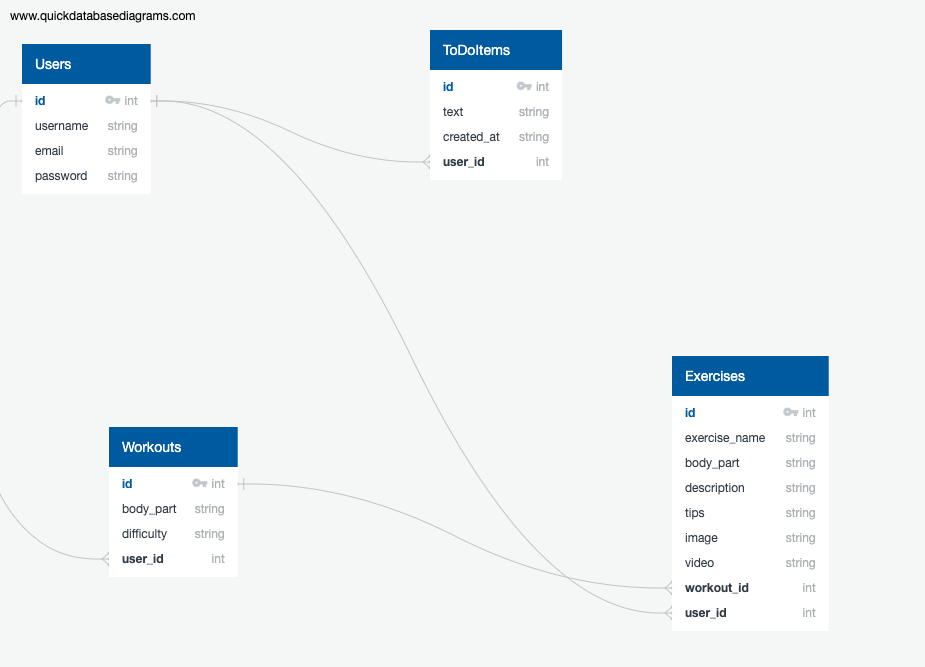 www.quickdatabasediagrams.com
Users
id int
username string
email string
password string
ToDoItems
id int
text string
created_at string
user_id int
Workouts
id int
body_part string
difficulty string
user_id int
Exercises
id int
exercise_name string
body_part string
description string
tips string
image string
video string
workout_id int
user_id int